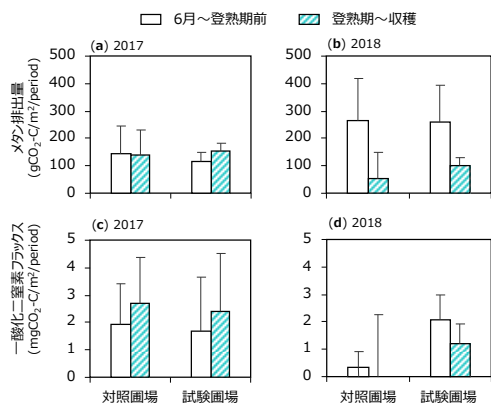 6月～登熟期前 登熟期～収穫
(a) 2017 (b) 2018
メタン排出量
(gCO2-C/m2/period)
500 500
400 400
300 300
200 200
100 100
0 0
(c) 2017 (d) 2018
一酸化二窒素フラックス
(mgCO2-C/m2/period)
5 5
4 4
3 3
2 2
1 1
0 0
対照圃場 試験圃場 対照圃場 試験圃場